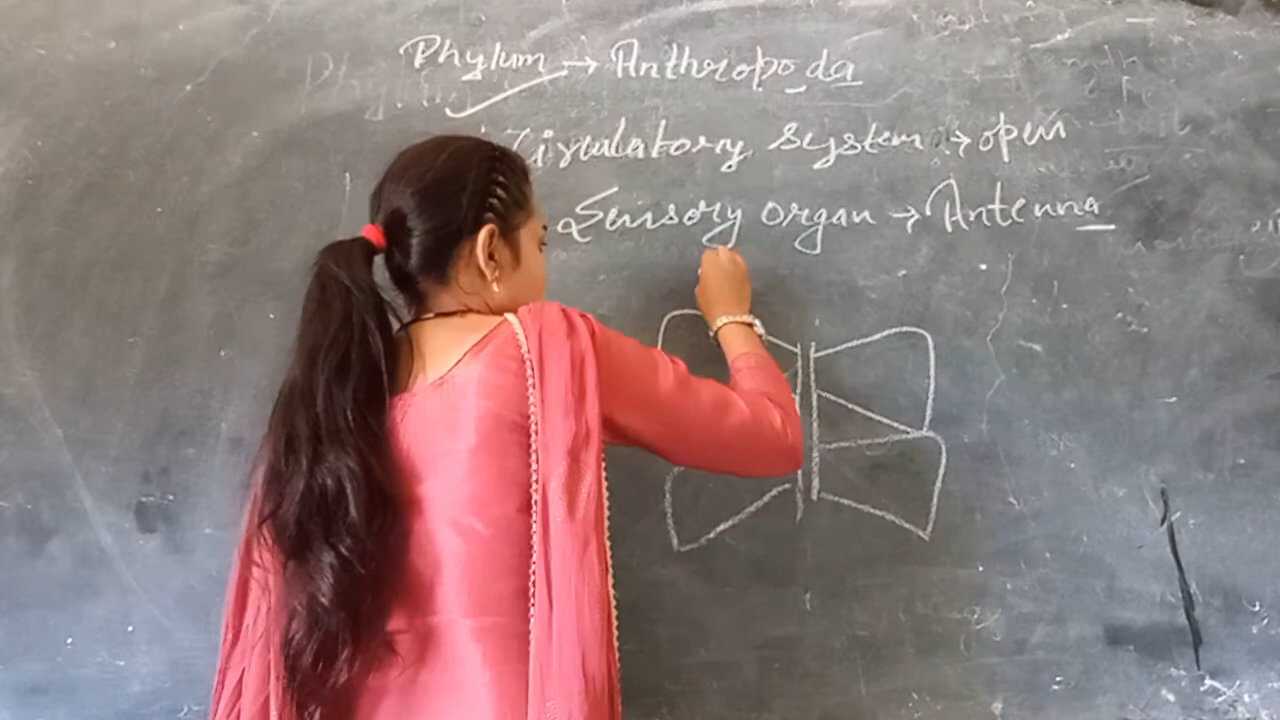 Phylum → Anthropoda
Circulatory system → open
Sensory organ → Antenna